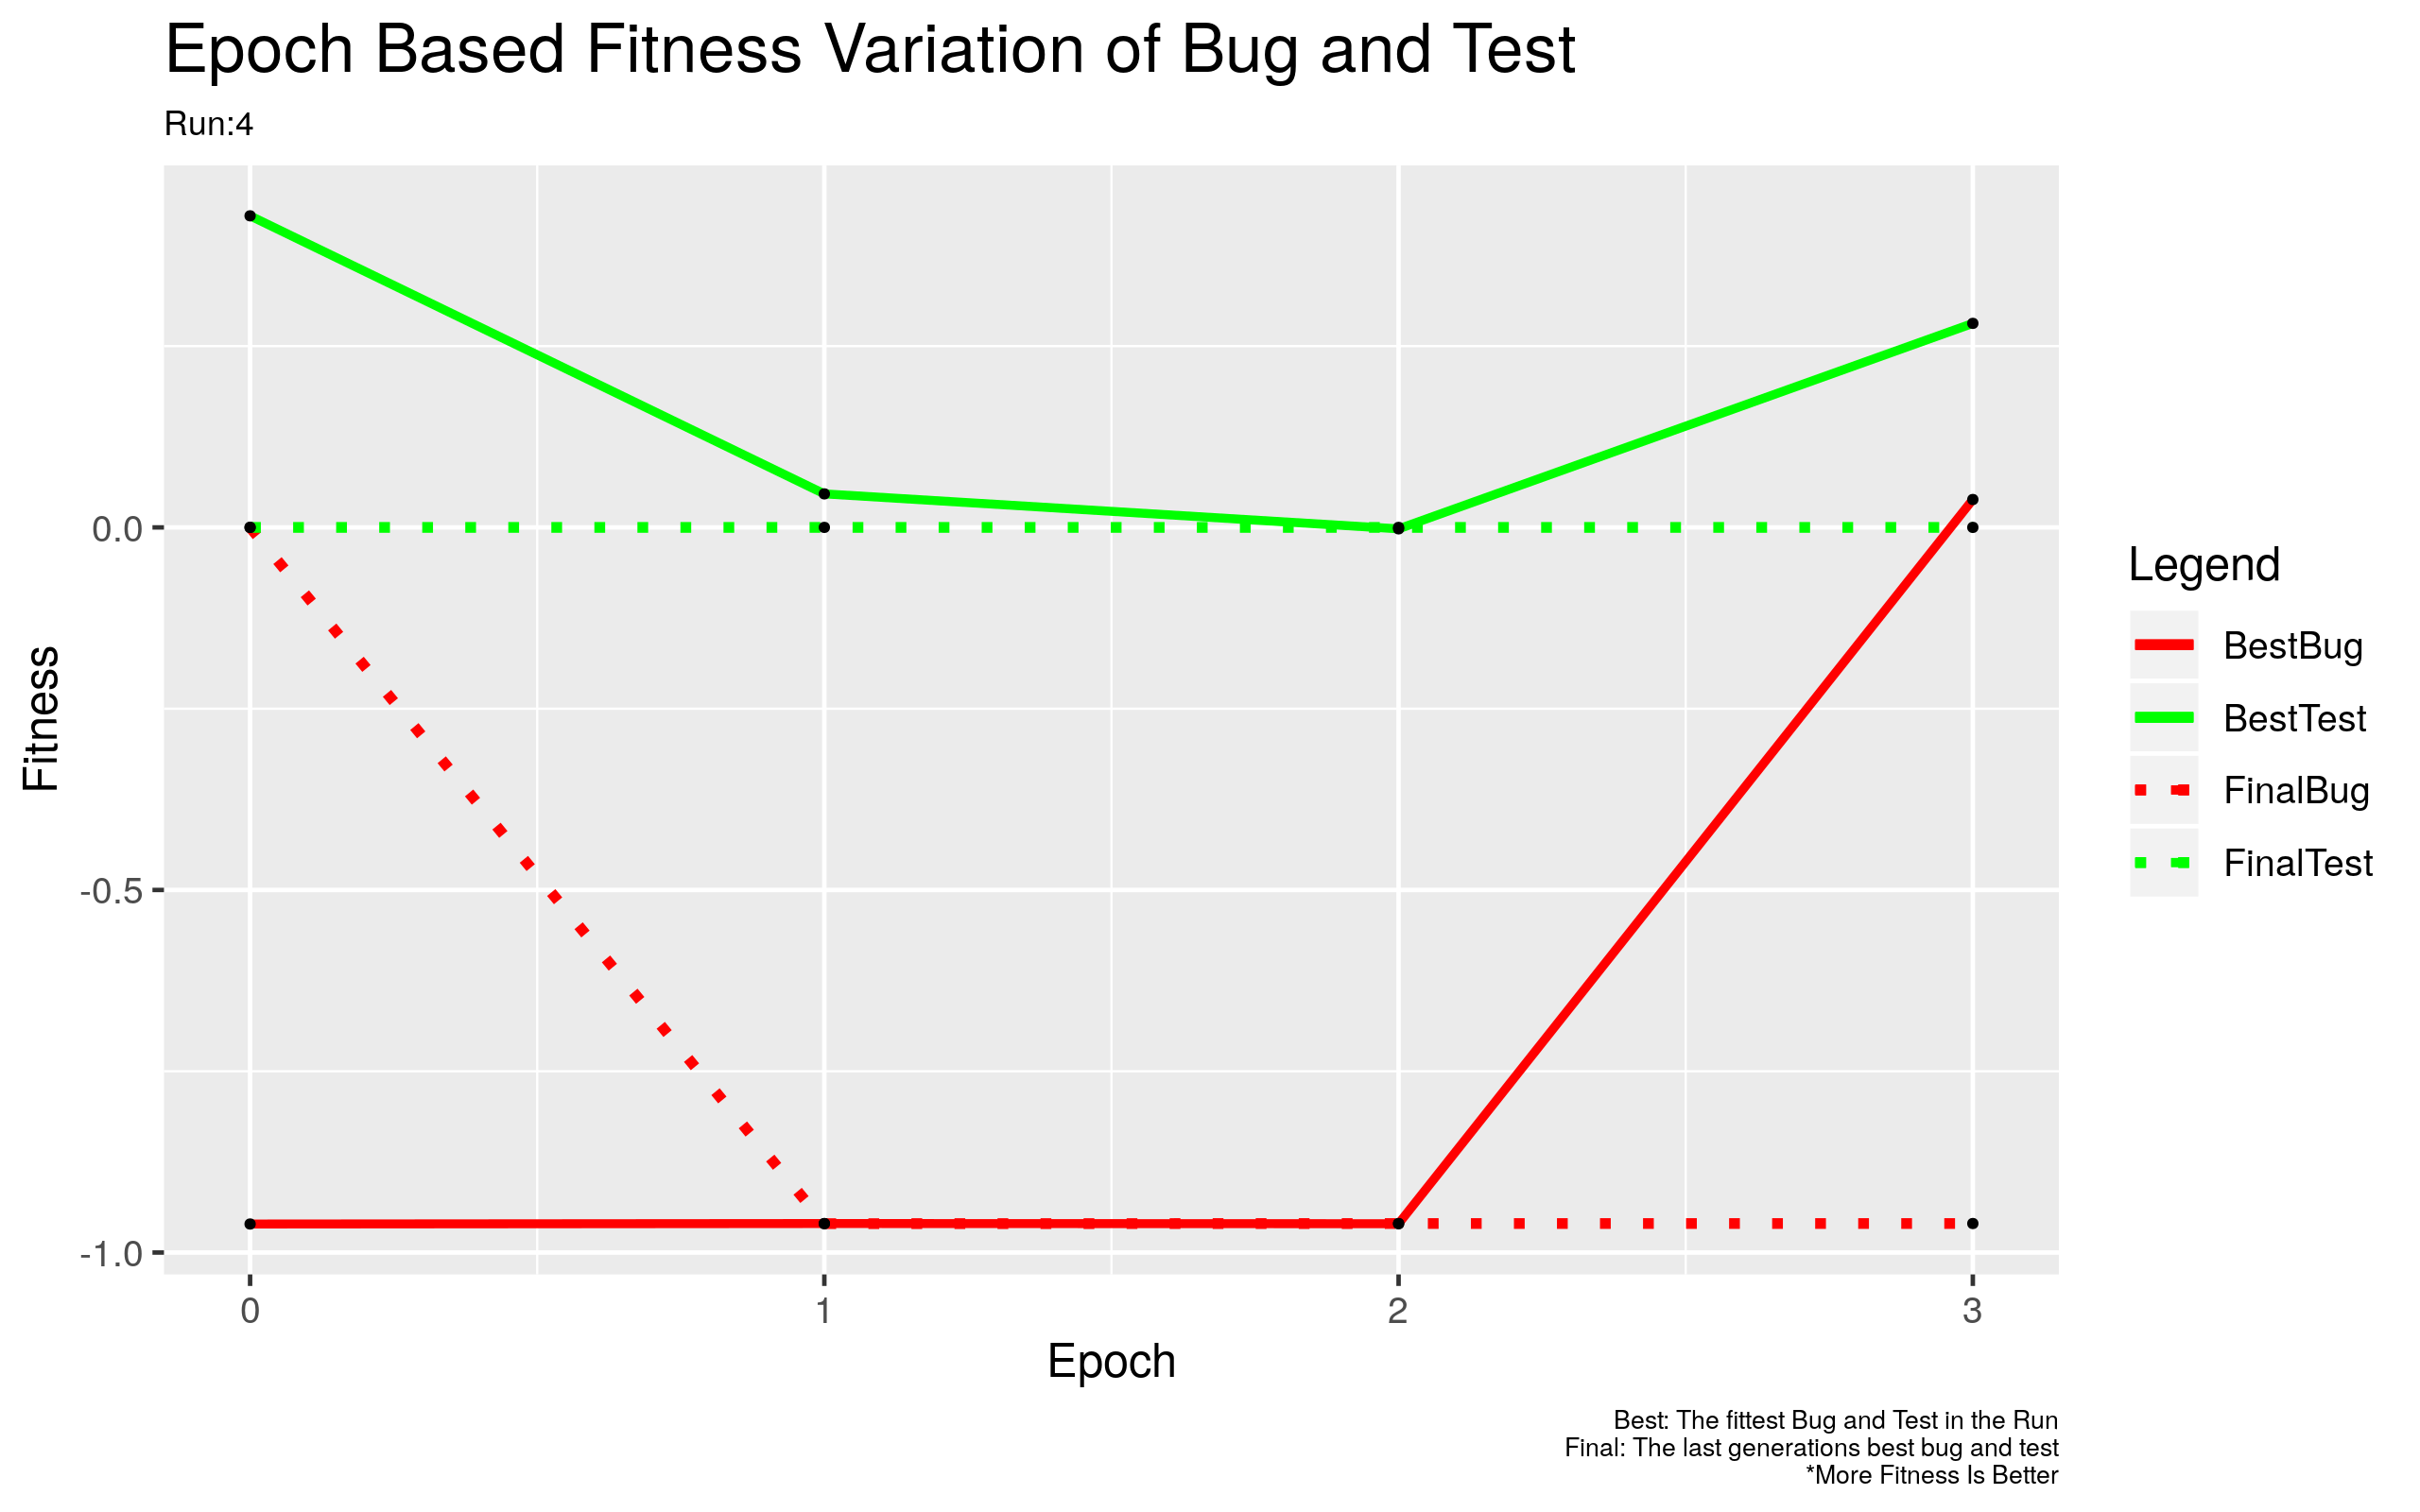 Epoch Based Fitness Variation of Bug and Test
Run:4
Fitness
0.0
-0.5
-1.0
0
1
2
3
Epoch
Legend
BestBug
BestTest
FinalBug
FinalTest
Best: The fittest Bug and Test in the Run
Final: The last generations best bug and test
*More Fitness Is Better